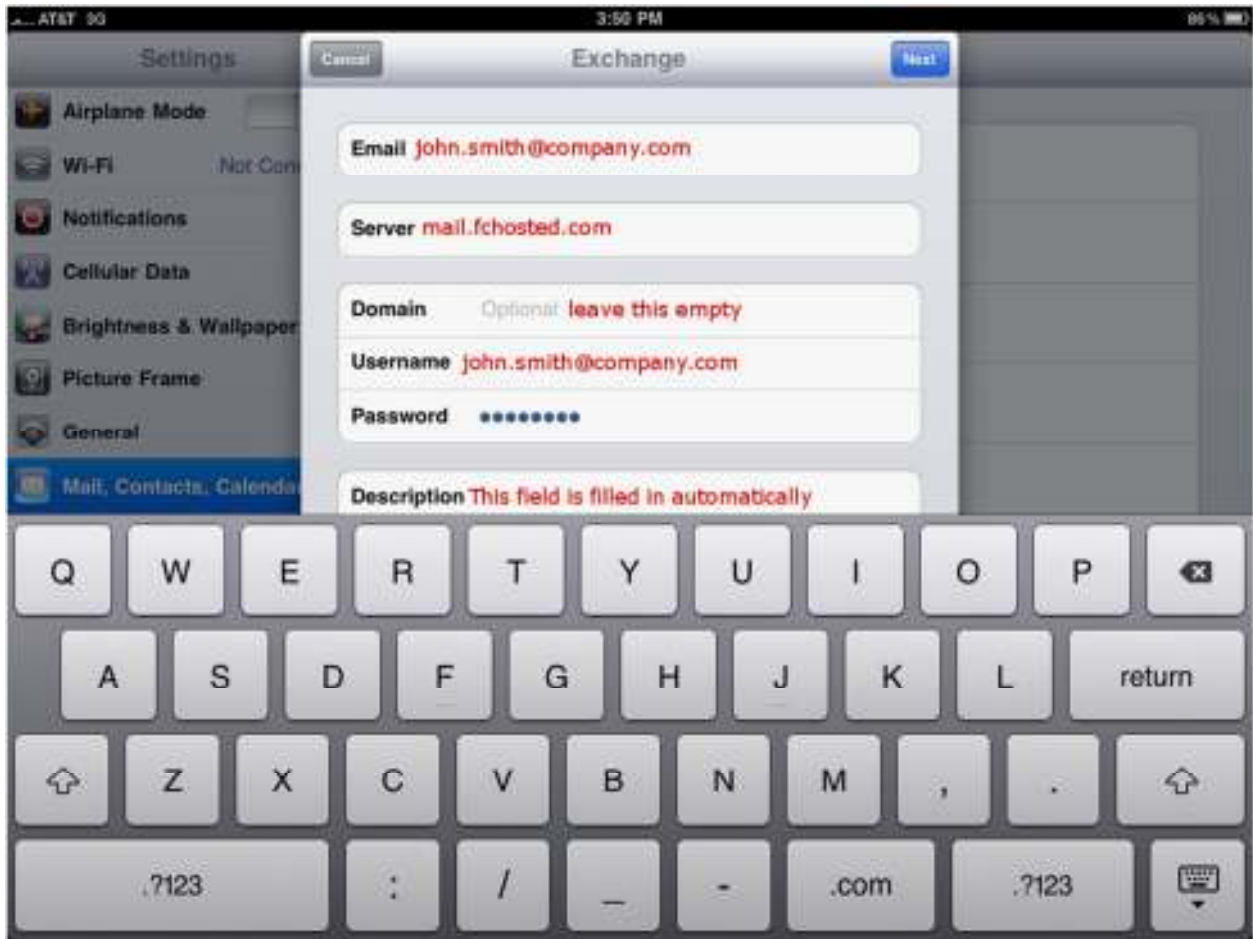 AT&T 3G 3:50 PM 86%
Settings
Airplane Mode
Wi-Fi Not Conn
Notifications
Cellular Data
Brightness & Wallpaper
Picture Frame
General
Mail, Contacts, Calendar
Cancel Exchange Next
Email john.smith@company.com
Server mail.fchosted.com
Domain Optional leave this empty
Username john.smith@company.com
Password ••••••••
Description This field is filled in automatically
Q W E R T Y U I O P
A S D F G H J K L return
Z X C V B N M , .
.?123 : / _ - .com .?123